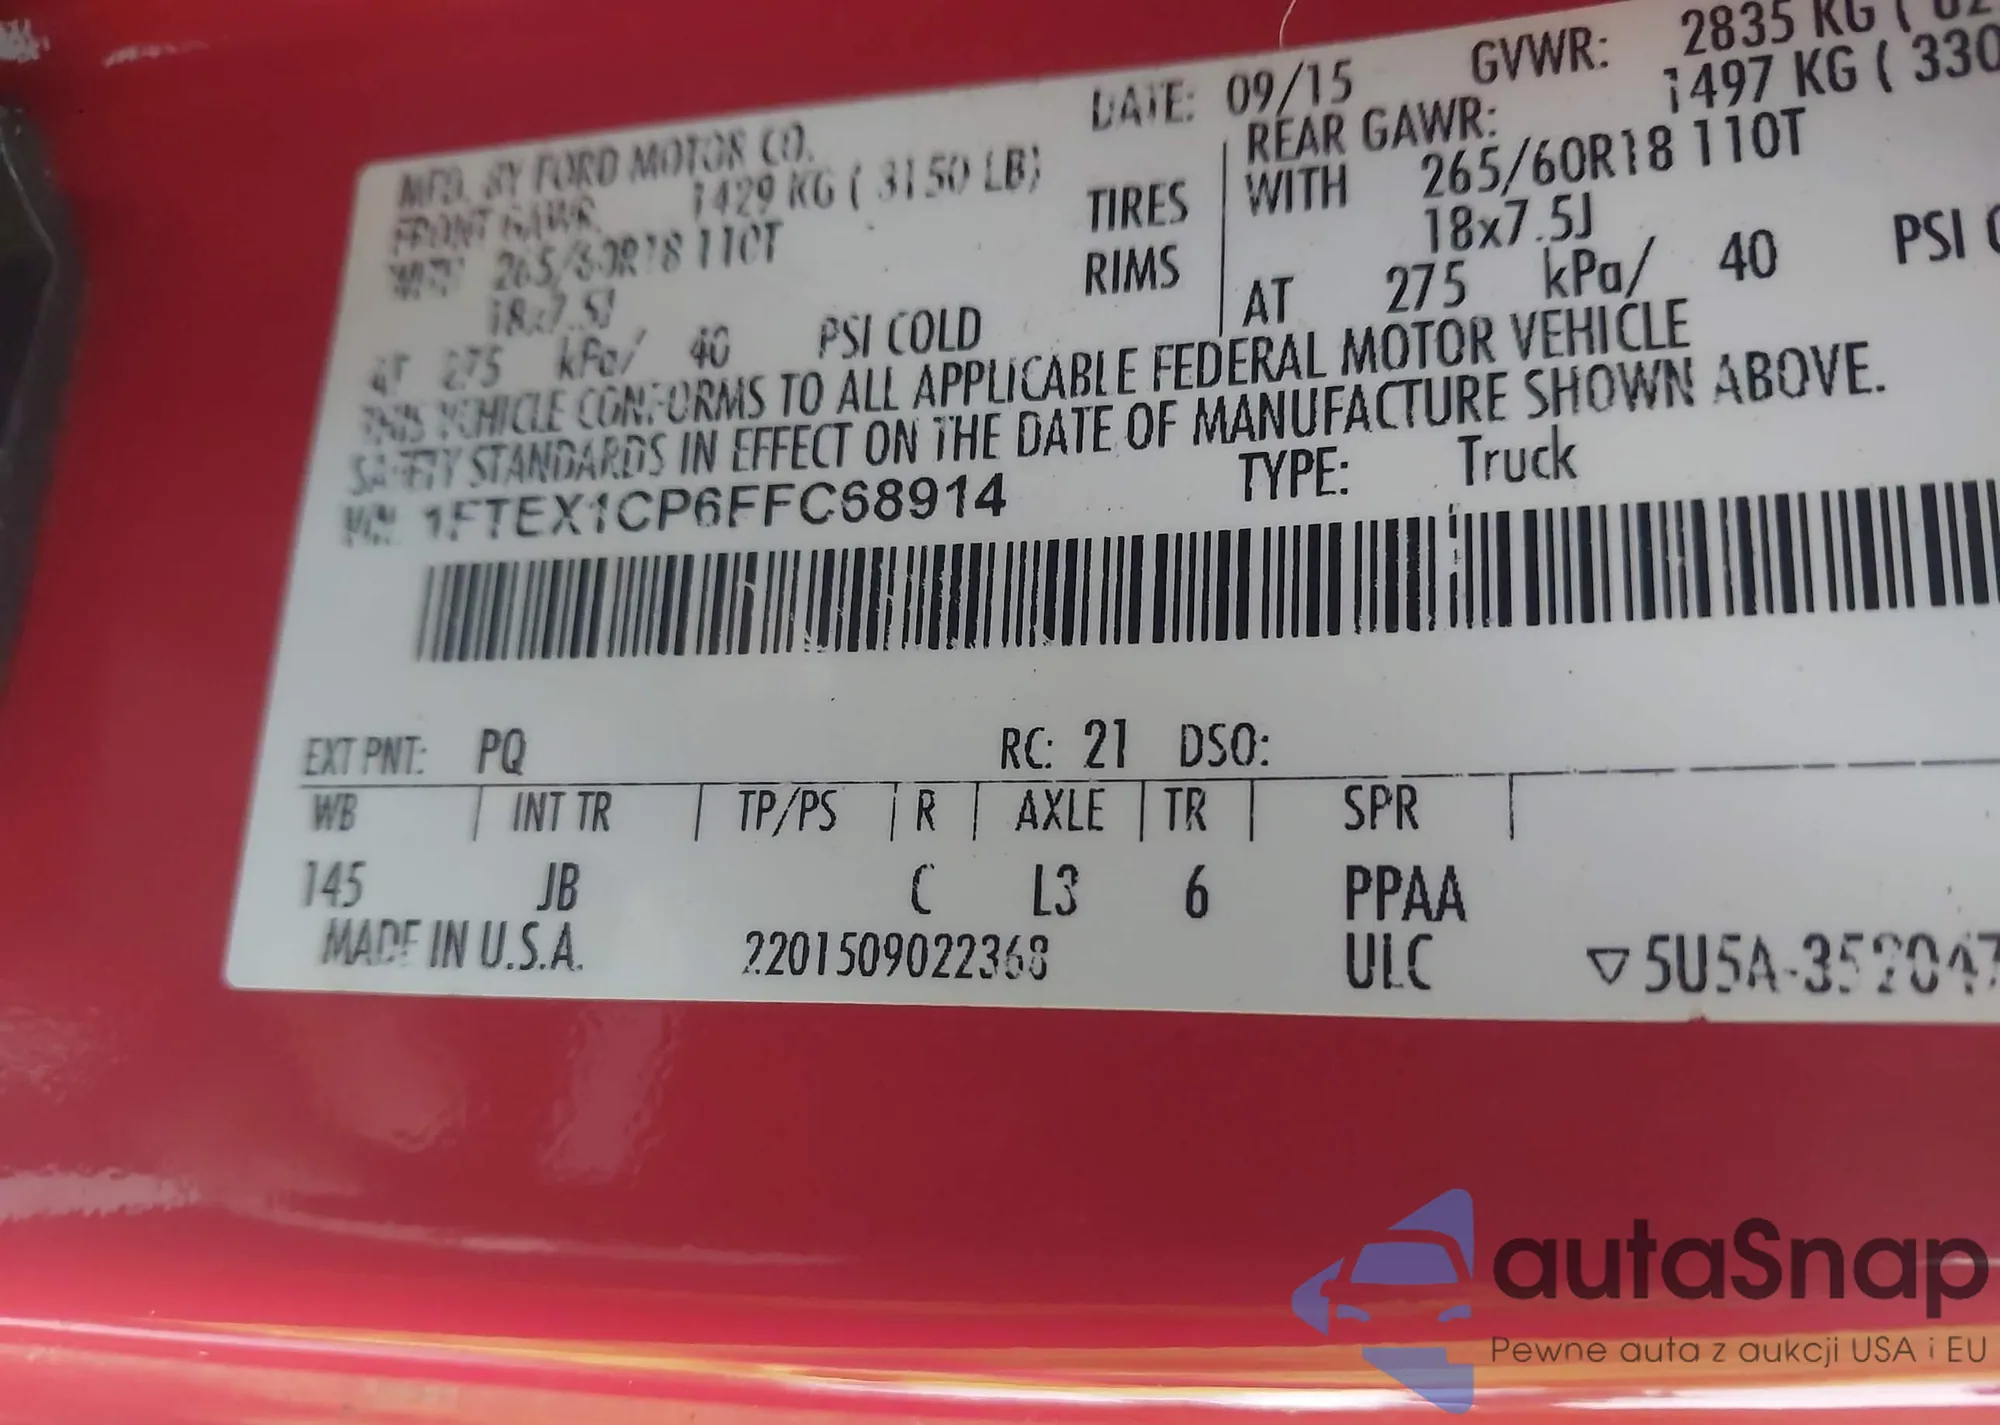 MFD. BY FORD MOTOR CO. DATE: 09/15 GVWR: 2835 KG (
FRONT GAWR: 1429 KG ( 3150 LB) REAR GAWR: 1497 KG ( 330
WITH 265/60R18 110T TIRES WITH 265/60R18 110T
18x7.5J RIMS 18x7.5J
AT 275 kPa/ 40 PSI COLD AT 275 kPa/ 40 PSI C
THIS VEHICLE CONFORMS TO ALL APPLICABLE FEDERAL MOTOR VEHICLE
SAFETY STANDARDS IN EFFECT ON THE DATE OF MANUFACTURE SHOWN ABOVE.
VIN: 1FTEX1CP6FFC68914 TYPE: Truck
EXT PNT: PQ RC: 21 DSO:
WB INT TR TP/PS R AXLE TR SPR
145 JB C L3 6 PPAA
MADE IN U.S.A. 2201509022368 ULC ▽5U5A-352047
autaSnap
Pewne auta z aukcji USA i EU